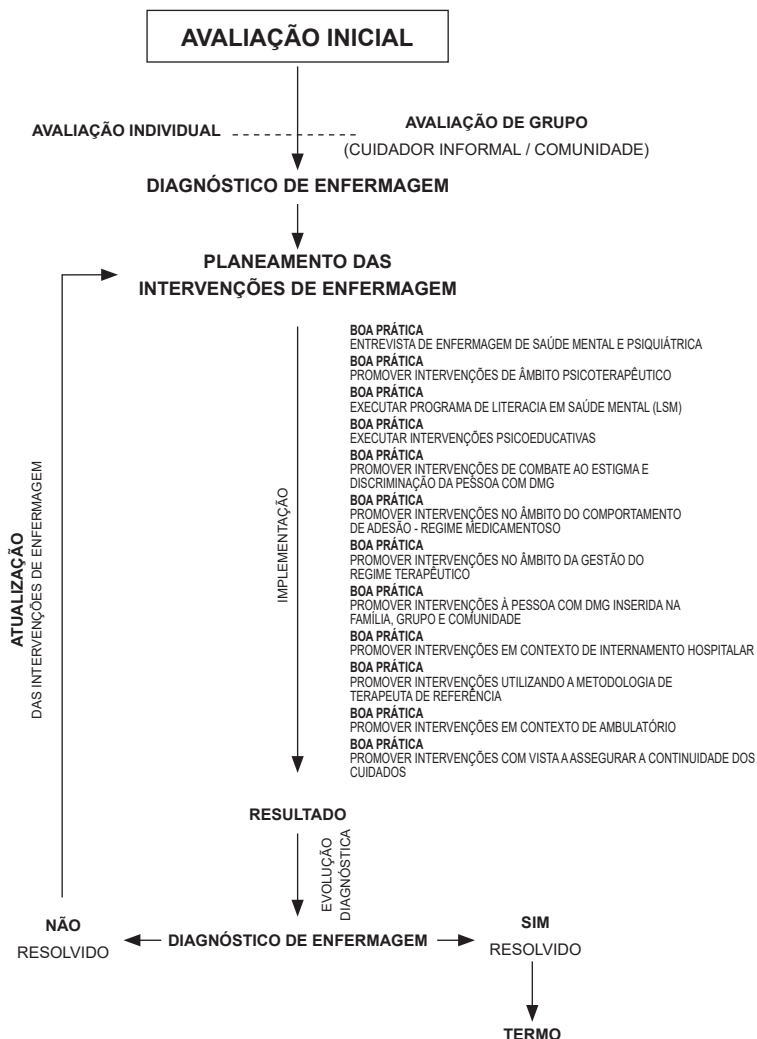 AVALIAÇÃO INICIAL
AVALIAÇÃO INDIVIDUAL
AVALIAÇÃO DE GRUPO
(CUIDADOR INFORMAL / COMUNIDADE)
DIAGNÓSTICO DE ENFERMAGEM
PLANEAMENTO DAS
INTERVENÇÕES DE ENFERMAGEM
ATUALIZAÇÃO
DAS INTERVENÇÕES DE ENFERMAGEM
IMPLEMENTAÇÃO
BOA PRÁTICA
ENTREVISTA DE ENFERMAGEM DE SAÚDE MENTAL E PSIQUIÁTRICA
BOA PRÁTICA
PROMOVER INTERVENÇÕES DE ÂMBITO PSICOTERAPÊUTICO
BOA PRÁTICA
EXECUTAR PROGRAMA DE LITERACIA EM SAÚDE MENTAL (LSM)
BOA PRÁTICA
EXECUTAR INTERVENÇÕES PSICOEDUCATIVAS
BOA PRÁTICA
PROMOVER INTERVENÇÕES DE COMBATE AO ESTIGMA E
DISCRIMINAÇÃO DA PESSOA COM DMG
BOA PRÁTICA
PROMOVER INTERVENÇÕES NO ÂMBITO DO COMPORTAMENTO
DE ADESÃO - REGIME MEDICAMENTOSO
BOA PRÁTICA
PROMOVER INTERVENÇÕES NO ÂMBITO DA GESTÃO DO
REGIME TERAPÊUTICO
BOA PRÁTICA
PROMOVER INTERVENÇÕES À PESSOA COM DMG INSERIDA NA
FAMÍLIA, GRUPO E COMUNIDADE
BOA PRÁTICA
PROMOVER INTERVENÇÕES EM CONTEXTO DE INTERNAMENTO HOSPITALAR
BOA PRÁTICA
PROMOVER INTERVENÇÕES UTILIZANDO A METODOLOGIA DE
TERAPEUTA DE REFERÊNCIA
BOA PRÁTICA
PROMOVER INTERVENÇÕES EM CONTEXTO DE AMBULATÓRIO
BOA PRÁTICA
PROMOVER INTERVENÇÕES COM VISTA A ASSEGURAR A CONTINUIDADE DOS
CUIDADOS
RESULTADO
EVOLUÇÃO
DIAGNÓSTICA
NÃO
RESOLVIDO
DIAGNÓSTICO DE ENFERMAGEM
SIM
RESOLVIDO
TERMO